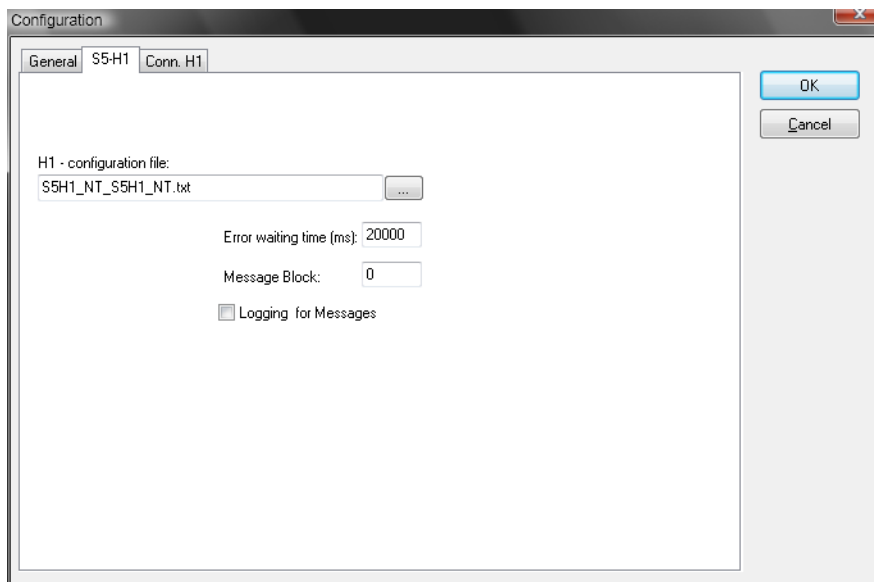 Configuration
General S5-H1 Conn. H1
OK
Cancel
H1 - configuration file:
S5H1_NT_S5H1_NT.txt ...
Error waiting time (ms): 20000
Message Block: 0
Logging for Messages